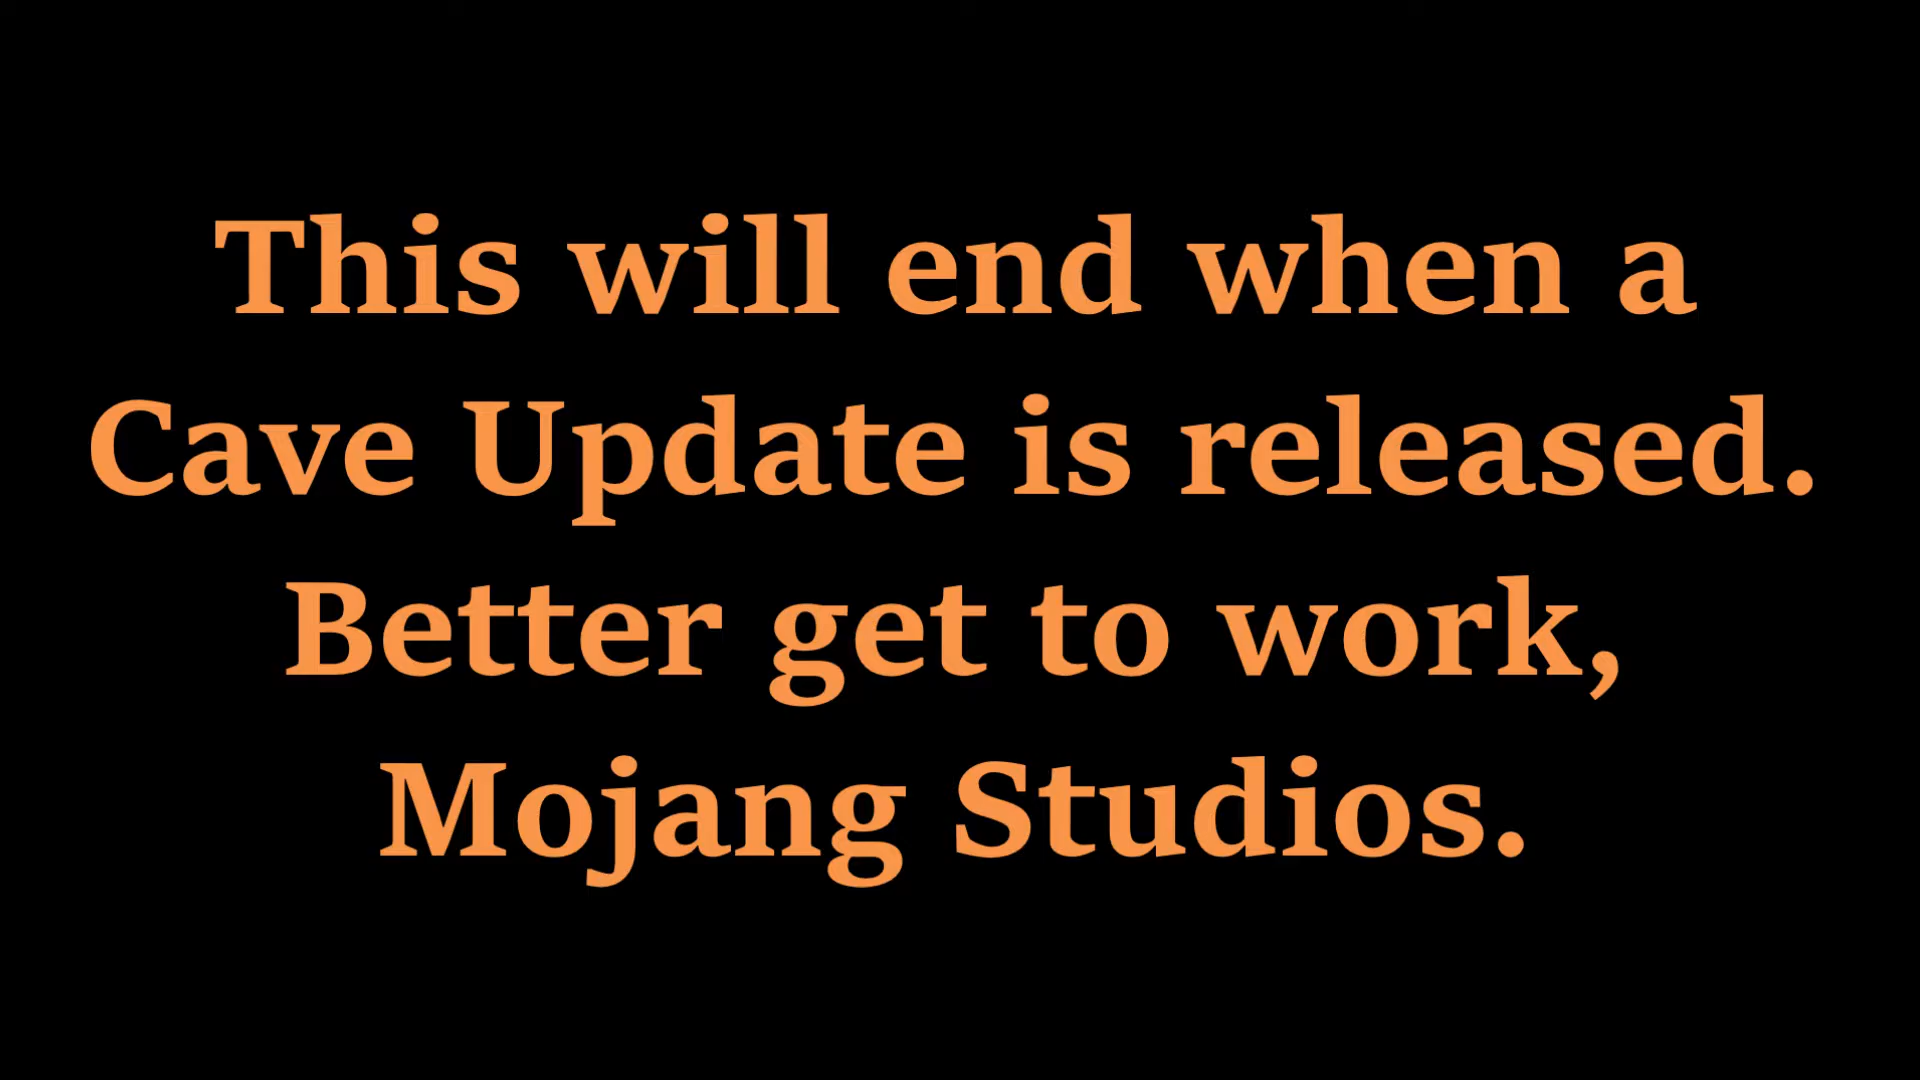 This will end when a
Cave Update is released.
Better get to work,
Mojang Studios.